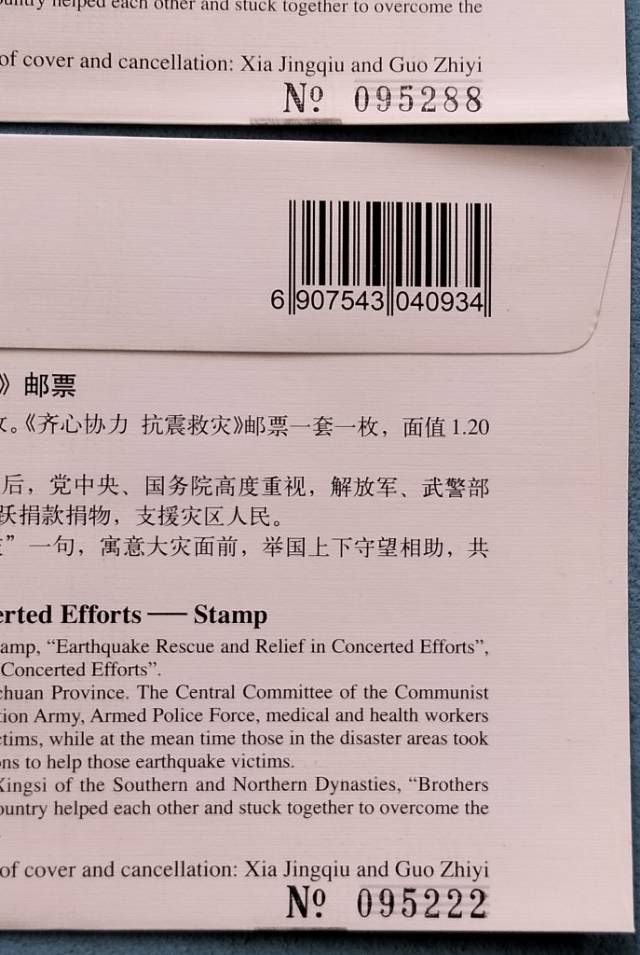 ountry helped each other and stuck together to overcome the
of cover and cancellation: Xia Jingqiu and Guo Zhiyi
Nº 095288
6 907543 040934
》邮票
。《齐心协力 抗震救灾》邮票一套一枚，面值1.20
后，党中央、国务院高度重视，解放军、武警部
跃捐款捐物，支援灾区人民。
”一句，寓意大灾面前，举国上下守望相助，共
erted Efforts — Stamp
amp, “Earthquake Rescue and Relief in Concerted Efforts”,
Concerted Efforts”.
chuan Province. The Central Committee of the Communist
tion Army, Armed Police Force, medical and health workers
ctims, while at the mean time those in the disaster areas took
ons to help those earthquake victims.
Xingsi of the Southern and Northern Dynasties, “Brothers
ountry helped each other and stuck together to overcome the
of cover and cancellation: Xia Jingqiu and Guo Zhiyi
Nº 095222